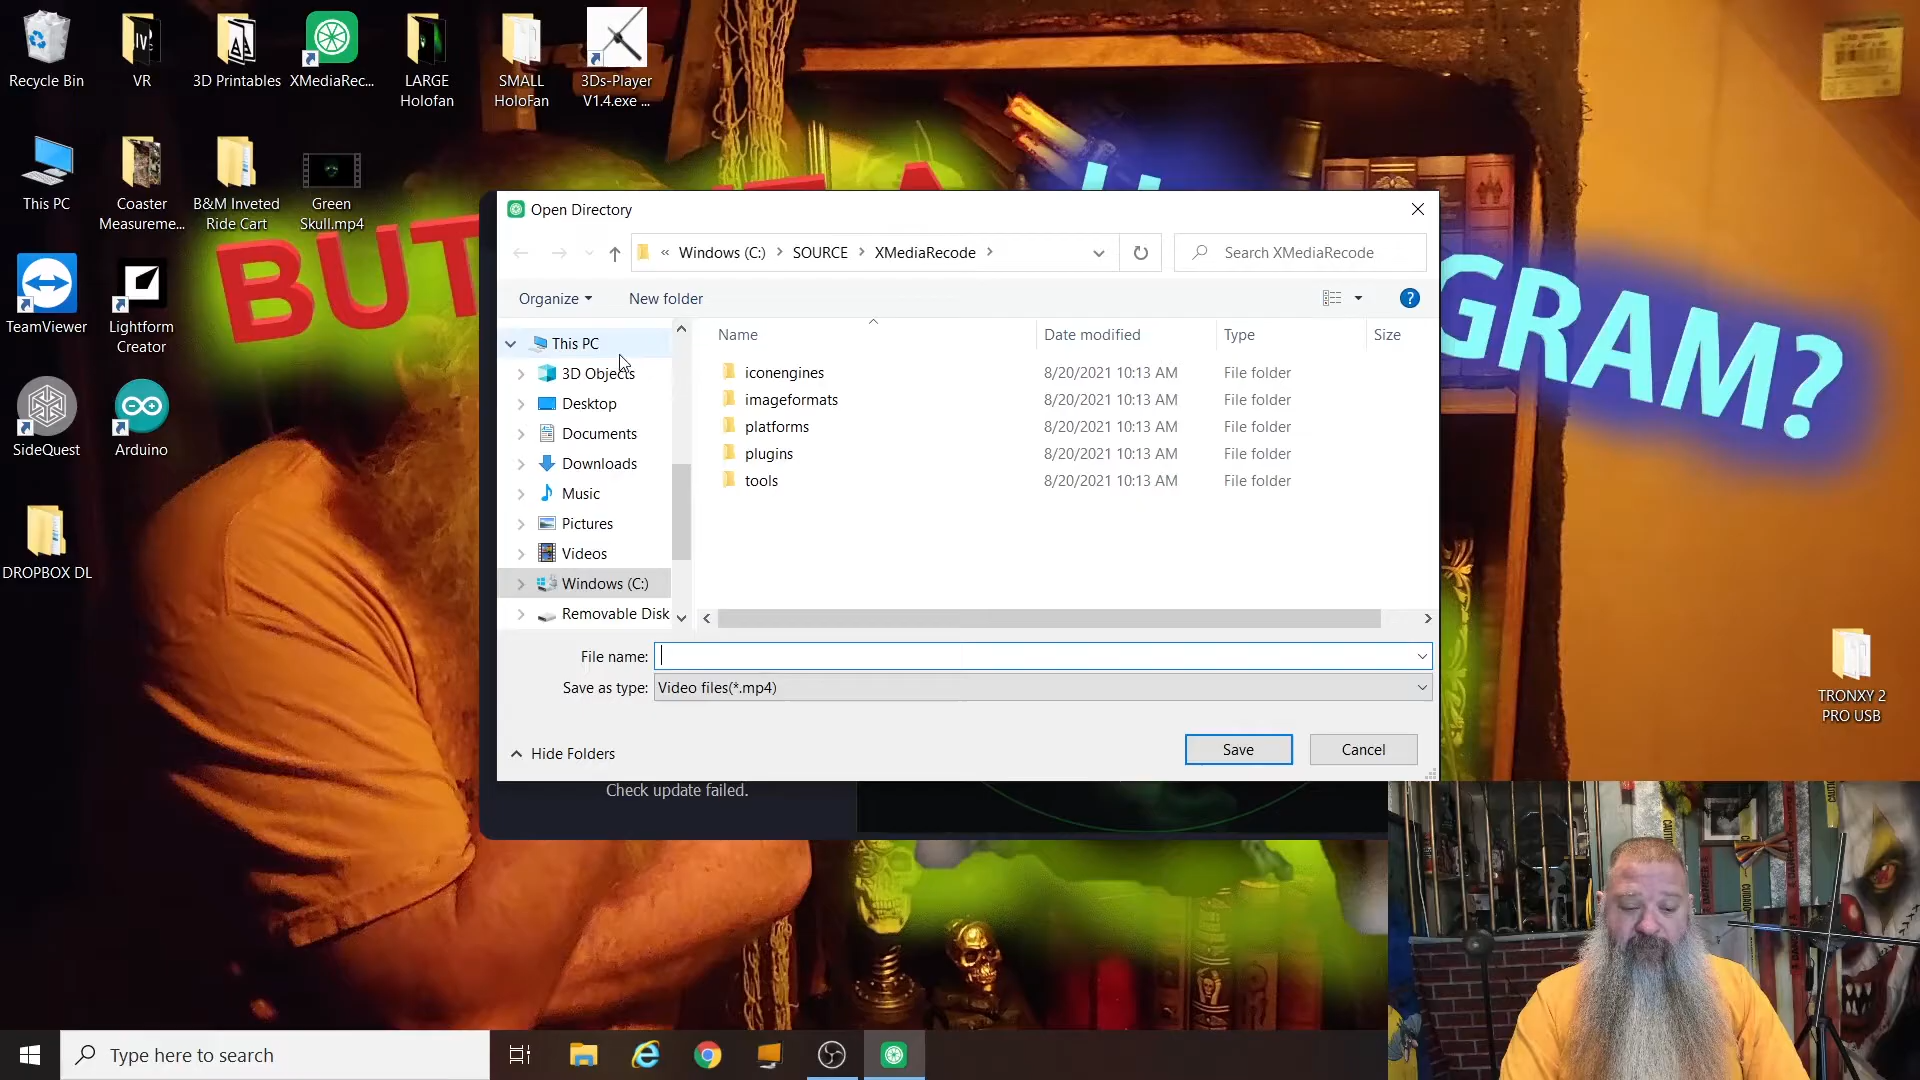 Recycle Bin
VR
3D Printables
XMediaRec...
LARGE
Holofan
SMALL
HoloFan
3Ds-Player
V1.4.exe ...
This PC
Coaster
Measureme...
B&M Inveted
Ride Cart
Green
Skull.mp4
TeamViewer
Lightform
Creator
SideQuest
Arduino
DROPBOX DL
TRONXY 2
PRO USB
BUT
GRAM?
Open Directory
« Windows (C:) > SOURCE > XMediaRecode >
Search XMediaRecode
Organize
New folder
Name
Date modified
Type
Size
This PC
3D Objects
Desktop
Documents
Downloads
Music
Pictures
Videos
Windows (C:)
Removable Disk
iconengines 8/20/2021 10:13 AM File folder
imageformats 8/20/2021 10:13 AM File folder
platforms 8/20/2021 10:13 AM File folder
plugins 8/20/2021 10:13 AM File folder
tools 8/20/2021 10:13 AM File folder
File name:
Save as type: Video files(*.mp4)
Hide Folders
Save
Cancel
Check update failed.
Type here to search